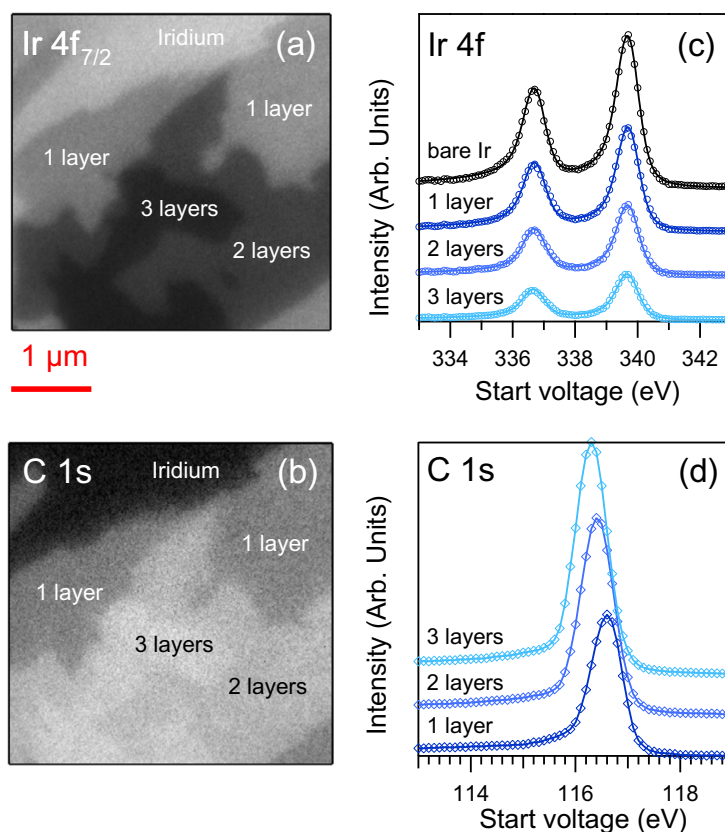 Ir 4f7/2
Iridium
(a)
1 layer
1 layer
3 layers
2 layers
1 µm
Ir 4f
(c)
Intensity (Arb. Units)
bare Ir
1 layer
2 layers
3 layers
334
336
338
340
342
Start voltage (eV)
C 1s
Iridium
(b)
1 layer
1 layer
3 layers
2 layers
C 1s
(d)
Intensity (Arb. Units)
3 layers
2 layers
1 layer
114
116
118
Start voltage (eV)